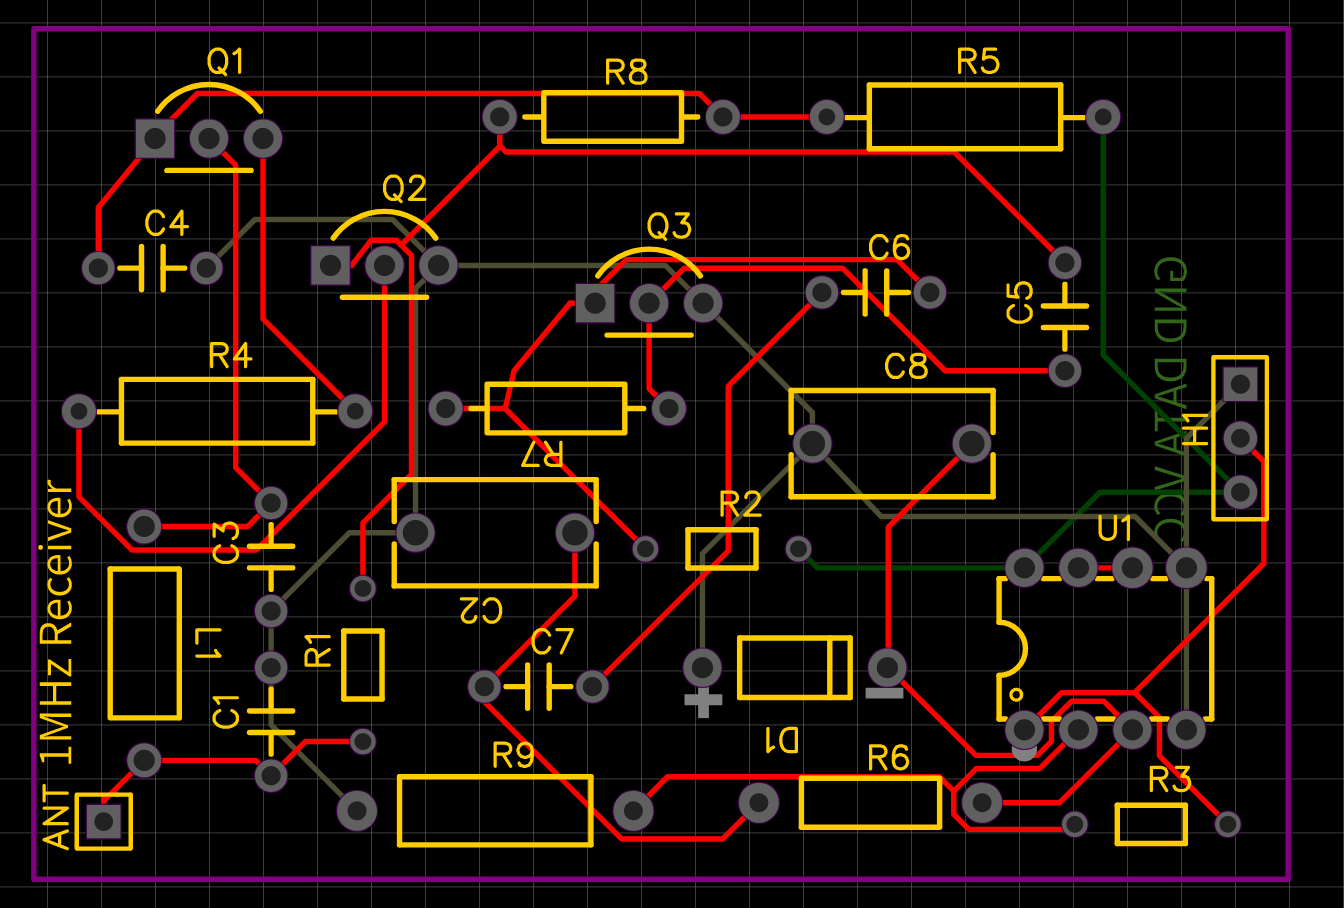 Q1
R8
R5
Q2
C4
Q3
C6
C5
R4
C8
GND DATA VCC
H1
R7
R2
U1
C3
ANT 1MHz Receiver
C2
L1
R1
C7
C1
D1
R9
R6
R3